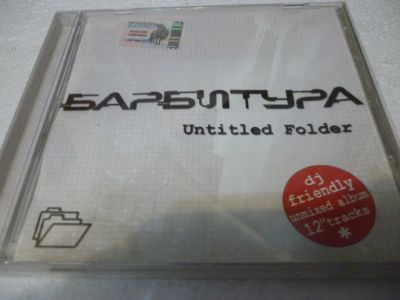 БАРБИТУРА
Untitled Folder
dj
friendly
unmixed album
12" tracks
*